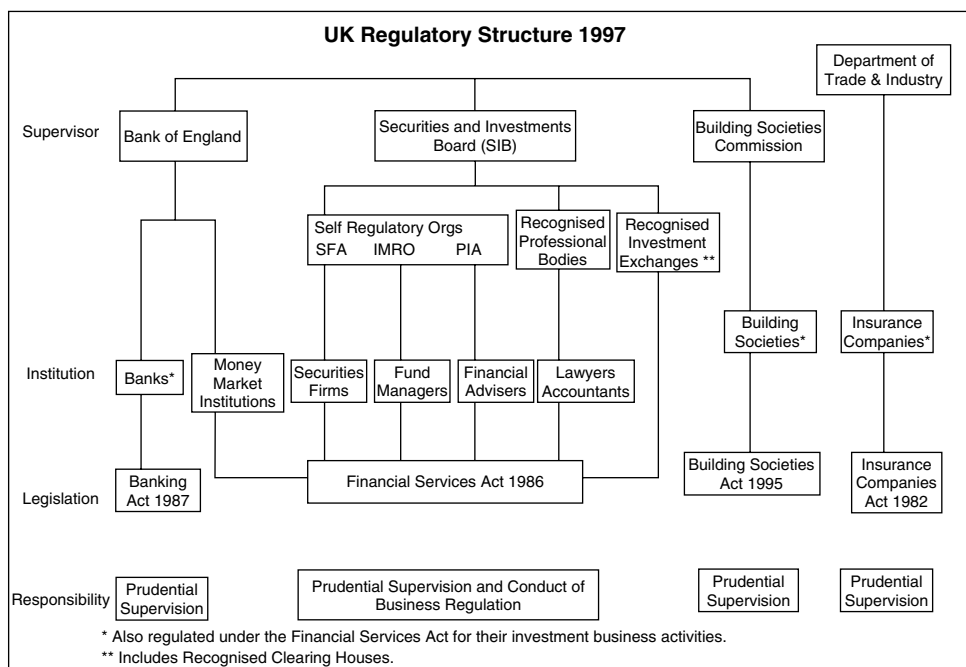 UK Regulatory Structure 1997
Department of
Trade & Industry
Supervisor
Bank of England
Securities and Investments
Board (SIB)
Building Societies
Commission
Self Regulatory Orgs
SFA IMRO PIA
Recognised
Professional
Bodies
Recognised
Investment
Exchanges **
Institution
Banks*
Money
Market
Institutions
Securities
Firms
Fund
Managers
Financial
Advisers
Lawyers
Accountants
Building
Societies*
Insurance
Companies*
Legislation
Banking
Act 1987
Financial Services Act 1986
Building Societies
Act 1995
Insurance
Companies
Act 1982
Responsibility
Prudential
Supervision
Prudential Supervision and Conduct of
Business Regulation
Prudential
Supervision
Prudential
Supervision
* Also regulated under the Financial Services Act for their investment business activities.
** Includes Recognised Clearing Houses.